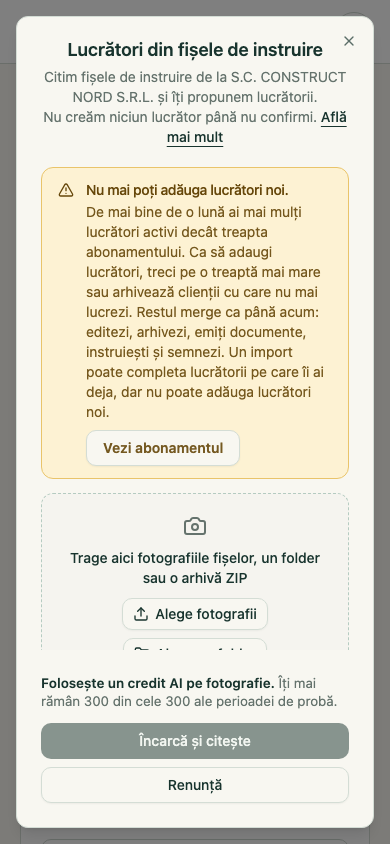 Lucrători din fișele de instruire
Citim fișele de instruire de la S.C. CONSTRUCT
NORD S.R.L. și îți propunem lucrătorii.
Nu creăm niciun lucrător până nu confirmi. Află
mai mult
Nu mai poți adăuga lucrători noi.
De mai bine de o lună ai mai mulți
lucrători activi decât treapta
abonamentului. Ca să adaugi
lucrători, treci pe o treaptă mai mare
sau arhivează clienții cu care nu mai
lucrezi. Restul merge ca până acum:
editezi, arhivezi, emiți documente,
instruiești și semnezi. Un import
poate completa lucrătorii pe care îi ai
deja, dar nu poate adăuga lucrători
noi.
Vezi abonamentul
Trage aici fotografiile fișelor, un folder
sau o arhivă ZIP
Alege fotografii
Folosește un credit AI pe fotografie. Îți mai
rămân 300 din cele 300 ale perioadei de probă.
Încarcă și citește
Renunță